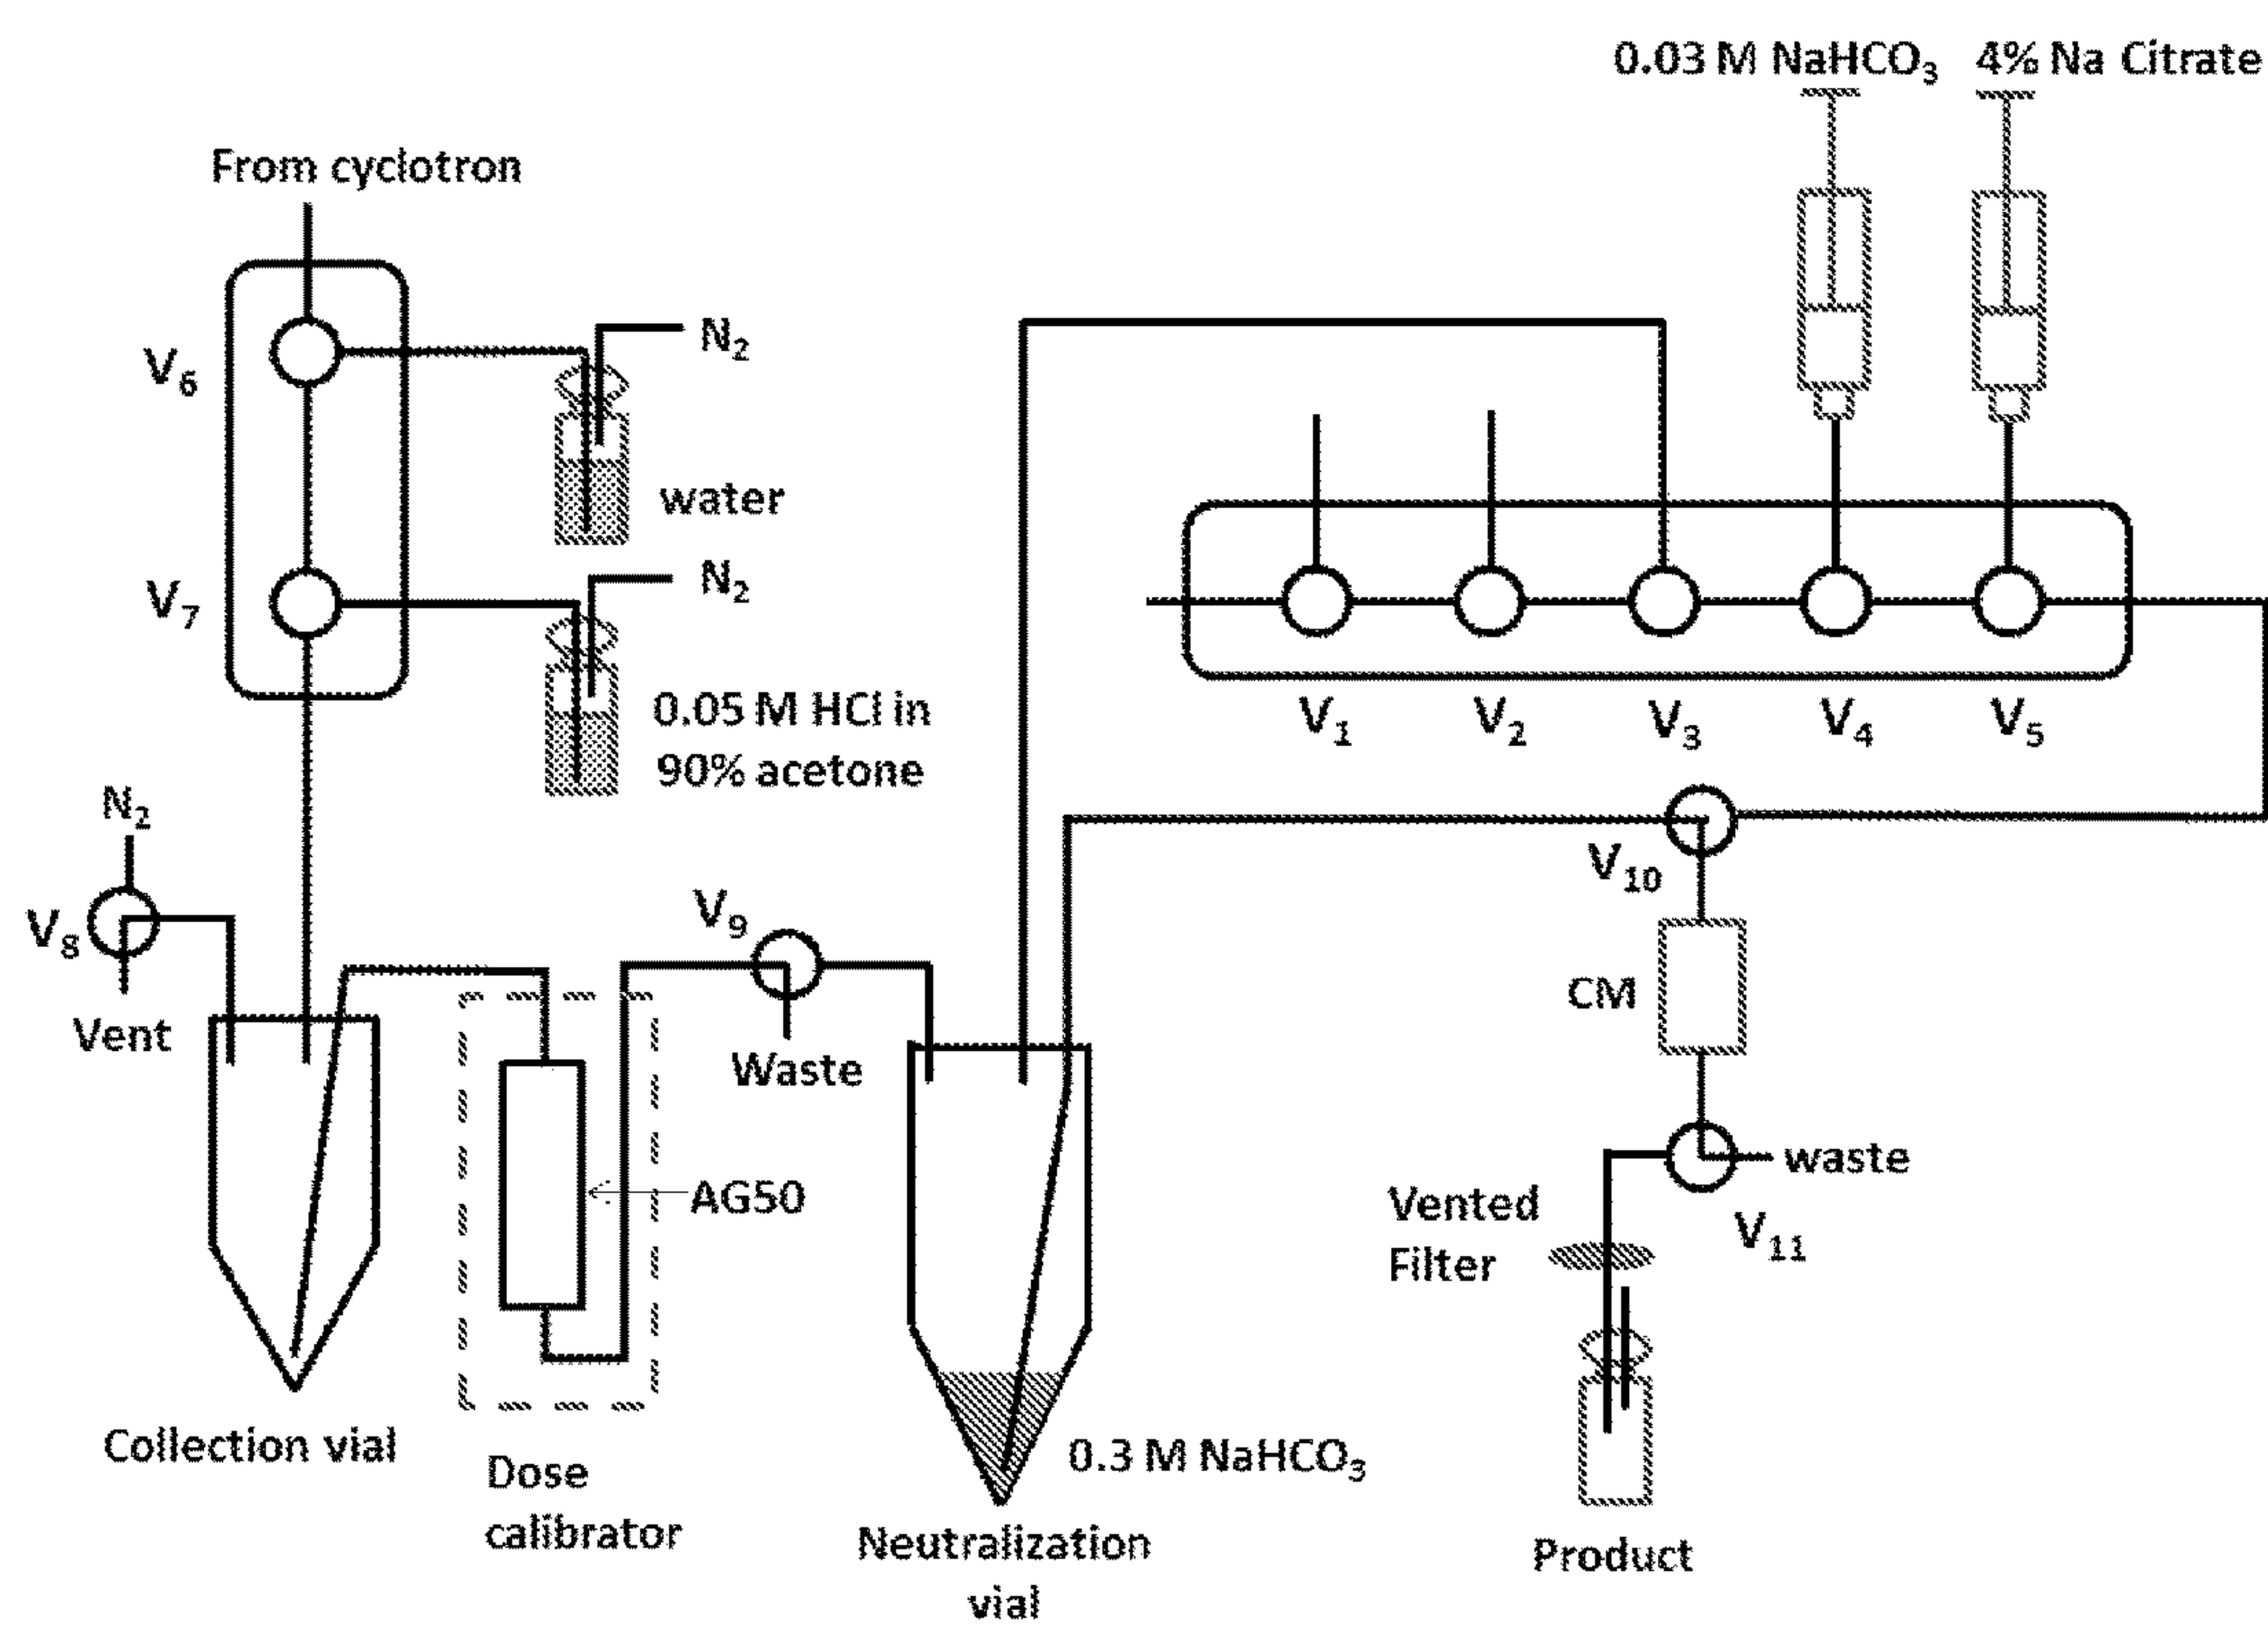 0.03 M NaHCO₃
4% Na Citrate
From cyclotron
V₆
N₂
water
V₇
N₂
0.05 M HCl in
90% acetone
V₁
V₂
V₃
V₄
V₅
N₂
V₈
Vent
V₉
Waste
V₁₀
CM
AG50
waste
V₁₁
Vented
Filter
Collection vial
Dose
calibrator
0.3 M NaHCO₃
Neutralization
vial
Product